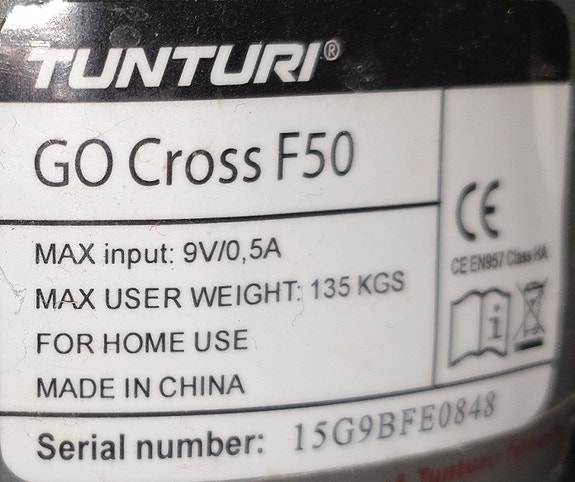 TUNTURI®
GO Cross F50
MAX input: 9V/0,5A
MAX USER WEIGHT: 135 KGS
FOR HOME USE
MADE IN CHINA
CE
CE EN957 Class HA
i
Serial number: 15G9BFE0848
Tunturi